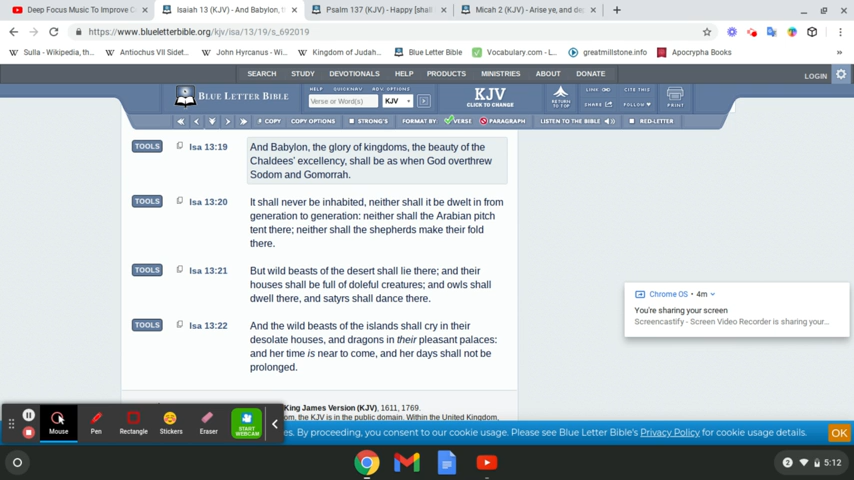 Deep Focus Music To Improve C
Isaiah 13 (KJV) - And Babylon, t
Psalm 137 (KJV) - Happy [shall
Micah 2 (KJV) - Arise ye, and de
https://www.blueletterbible.org/kjv/isa/13/19/s_692019
Sulla - Wikipedia, th
Antiochus VII Sidet...
John Hyrcanus - Wi...
Kingdom of Judah...
Blue Letter Bible
Vocabulary.com - L...
greatmillstone.info
Apocrypha Books
»
SEARCH STUDY DEVOTIONALS HELP PRODUCTS MINISTRIES ABOUT DONATE
LOGIN
BLUE LETTER BIBLE
HELP QUICKNAV ADV OPTIONS
Verse or Word(s)
KJV
KJV
CLICK TO CHANGE
RETURN TO TOP
LINK
SHARE
CITE THIS
FOLLOW
PRINT
COPY COPY OPTIONS STRONG'S FORMAT BY VERSE PARAGRAPH LISTEN TO THE BIBLE RED-LETTER
TOOLS Isa 13:19 And Babylon, the glory of kingdoms, the beauty of the
Chaldees' excellency, shall be as when God overthrew
Sodom and Gomorrah.
TOOLS Isa 13:20 It shall never be inhabited, neither shall it be dwelt in from
generation to generation: neither shall the Arabian pitch
tent there; neither shall the shepherds make their fold
there.
TOOLS Isa 13:21 But wild beasts of the desert shall lie there; and their
houses shall be full of doleful creatures; and owls shall
dwell there, and satyrs shall dance there.
TOOLS Isa 13:22 And the wild beasts of the islands shall cry in their
desolate houses, and dragons in their pleasant palaces:
and her time is near to come, and her days shall not be
prolonged.
Chrome OS • 4m
You're sharing your screen
Screencastify - Screen Video Recorder is sharing your...
King James Version (KJV), 1611, 1769.
om, the KJV is in the public domain. Within the United Kingdom,
Mouse
Pen
Rectangle
Stickers
Eraser
START
WEBCAM
es. By proceeding, you consent to our cookie usage. Please see Blue Letter Bible's Privacy Policy for cookie usage details.
OK
2
5:12